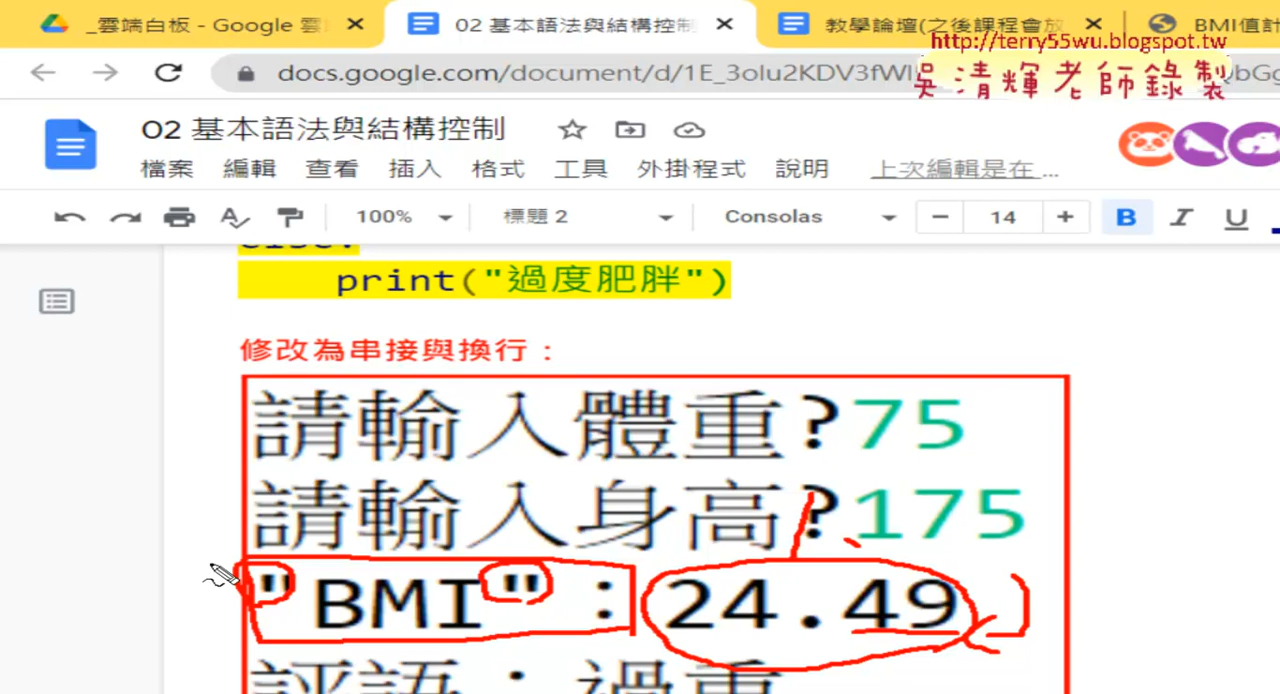 _雲端白板 - Google 雲
02 基本語法與結構控制
教學論壇(之後課程會放
BMI值計
http://terry55wu.blogspot.tw
吳清輝老師錄製
docs.google.com/document/d/1E_3oIu2KDV3fWI
02 基本語法與結構控制
檔案 編輯 查看 插入 格式 工具 外掛程式 說明 上次編輯是在 ...
100% 標題 2 Consolas 14 B I U
else:
print("過度肥胖")
修改為串接與換行：
請輸入體重?75
請輸入身高?175
"BMI"：24.49
評語：過重